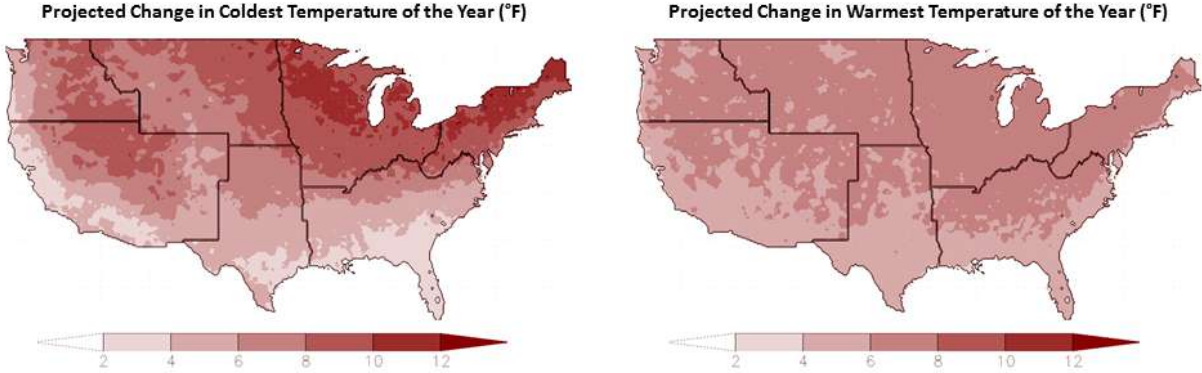 Projected Change in Coldest Temperature of the Year (°F)
Projected Change in Warmest Temperature of the Year (°F)
2 4 6 8 10 12
2 4 6 8 10 12